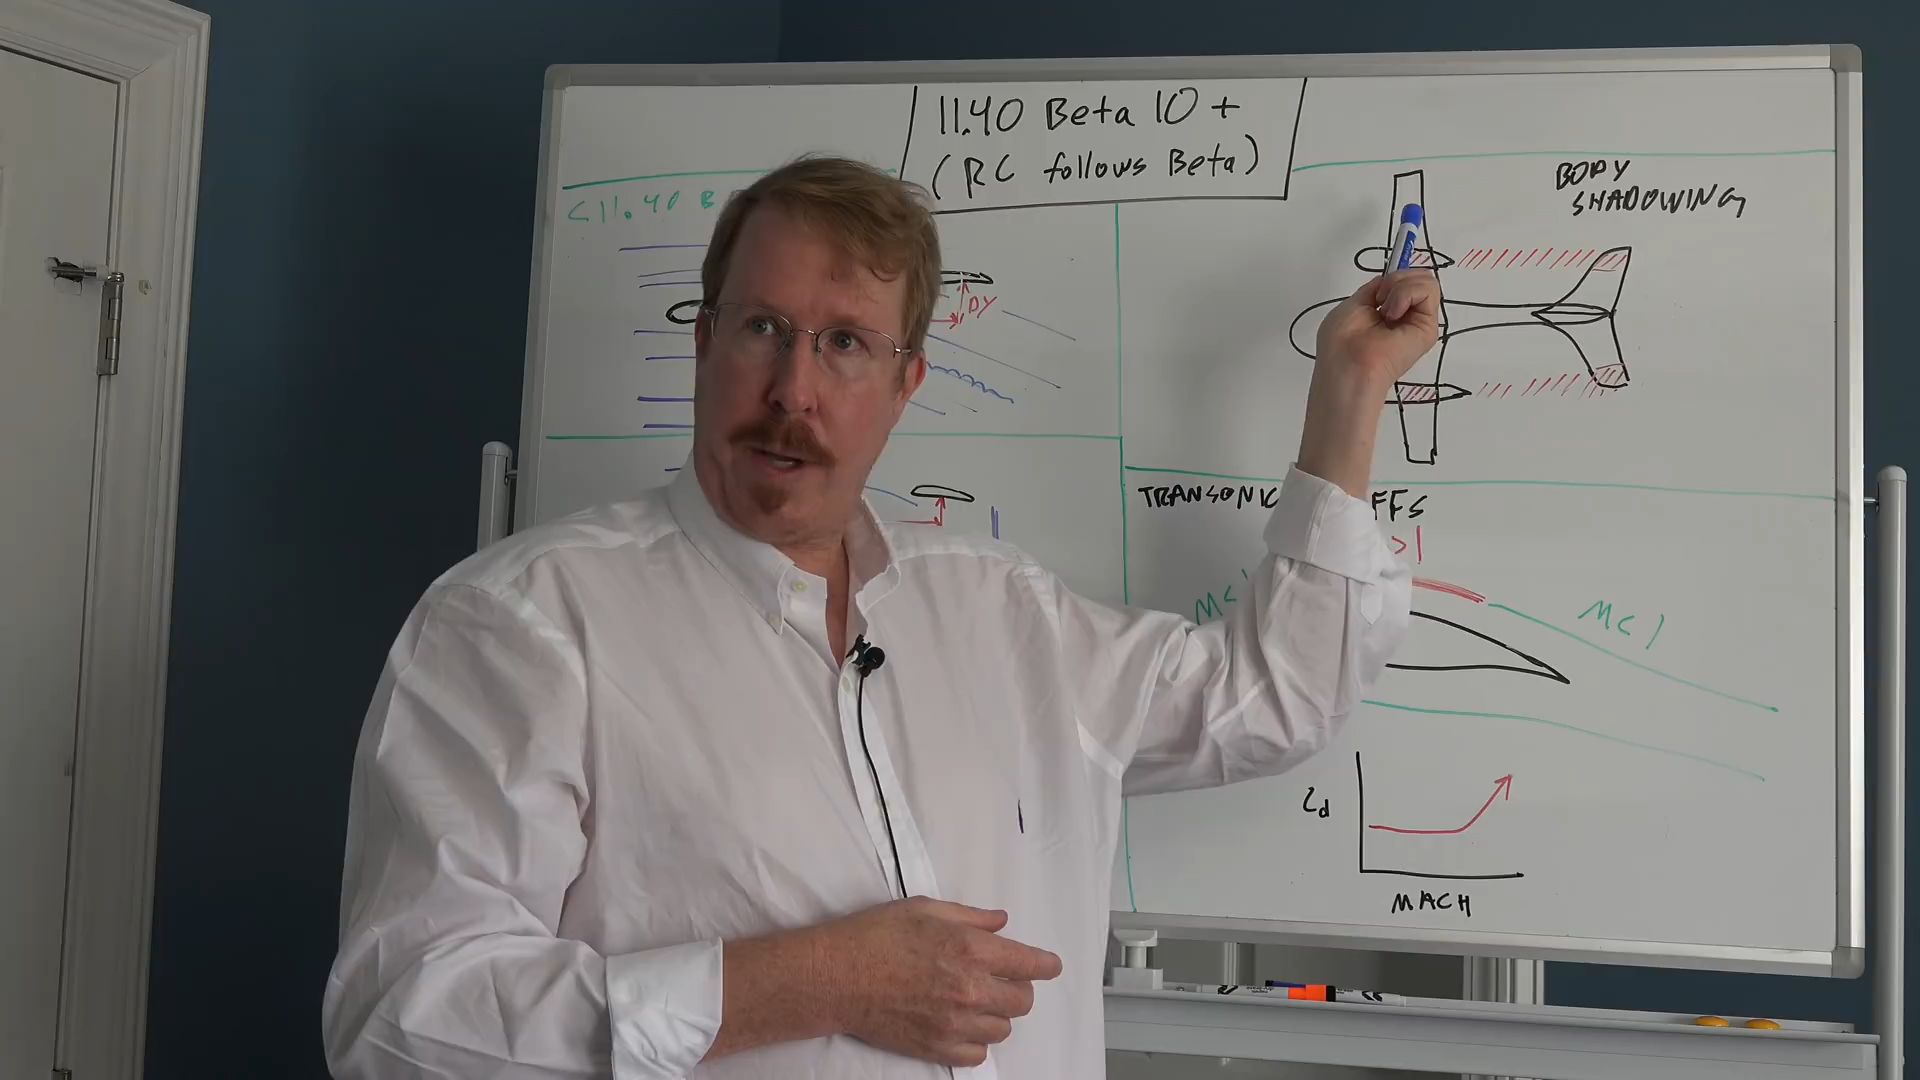 11.40 Beta 10+
(RC follows Beta)
<11.40 B
DY
BODY
SHADOWING
TRANSONIC
FFS
>1
M<
M<1
Cd
MACH